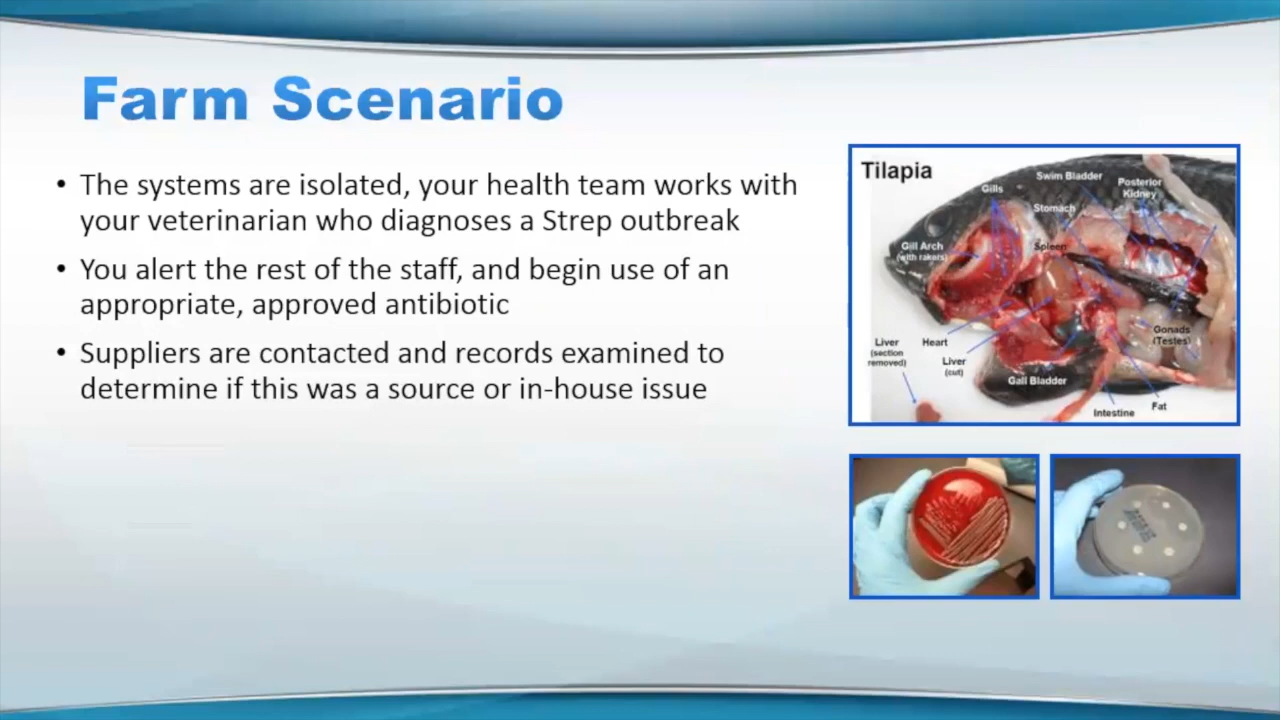 Farm Scenario
• The systems are isolated, your health team works with
your veterinarian who diagnoses a Strep outbreak
• You alert the rest of the staff, and begin use of an
appropriate, approved antibiotic
• Suppliers are contacted and records examined to
determine if this was a source or in-house issue
Tilapia
Gills
Swim Bladder
Posterior
Kidney
Stomach
Spleen
Gill Arch
(with rakers)
Liver
(section
removed)
Heart
Liver
(cut)
Gall Bladder
Gonads
(Testes)
Intestine
Fat